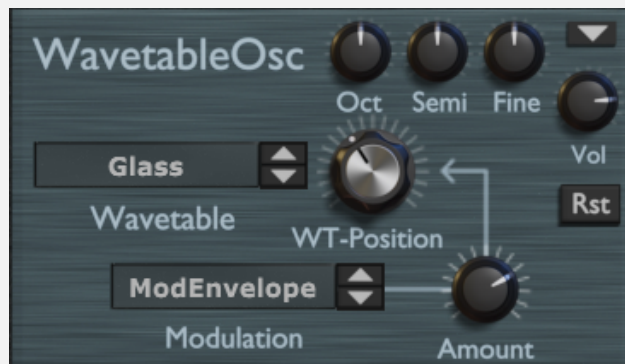 WavetableOsc
Oct Semi Fine
Vol
Glass
Wavetable
WT-Position
Rst
ModEnvelope
Modulation
Amount